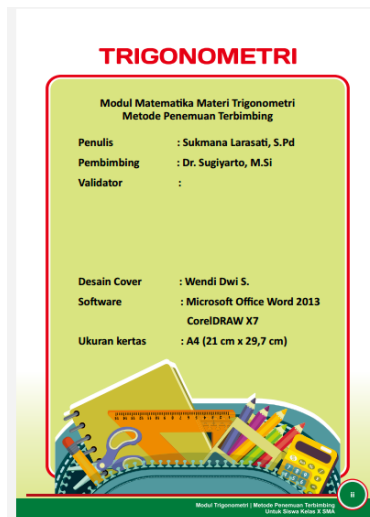 TRIGONOMETRI
Modul Matematika Materi Trigonometri
Metode Penemuan Terbimbing
Penulis : Sukmana Larasati, S.Pd
Pembimbing : Dr. Sugiyarto, M.Si
Validator :
Desain Cover : Wendi Dwi S.
Software : Microsoft Office Word 2013
CorelDRAW X7
Ukuran kertas : A4 (21 cm x 29,7 cm)
Modul Trigonometri | Metode Penemuan Terbimbing
Untuk Siswa Kelas X SMA
ii